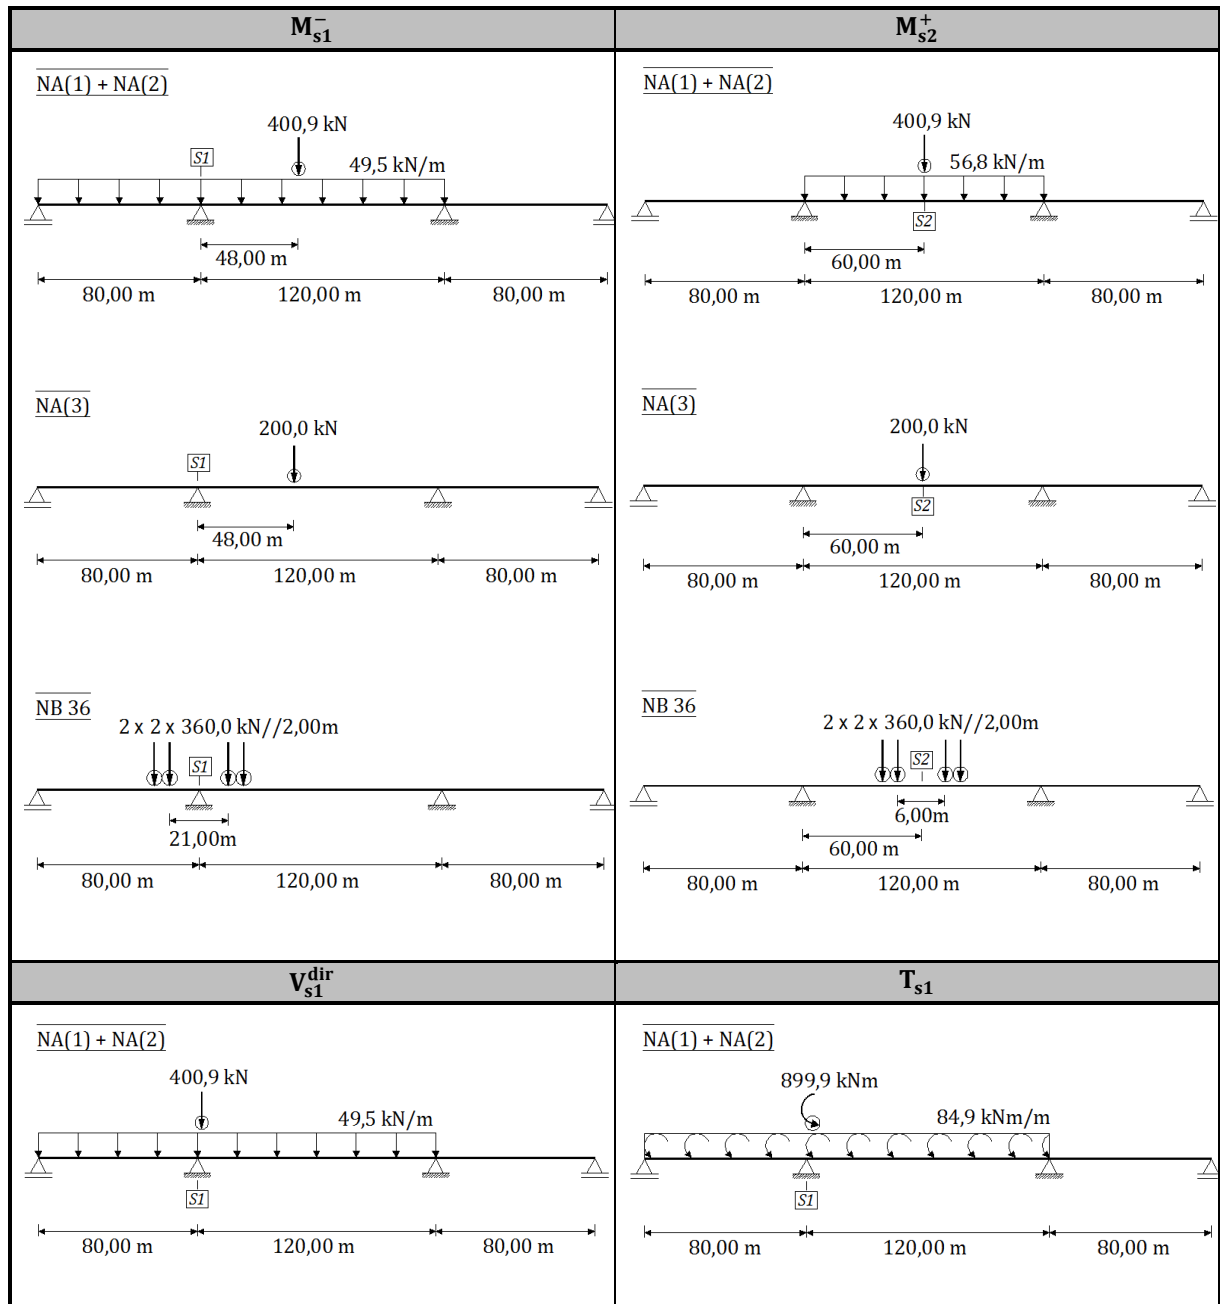 M⁻s1
M⁺s2
NA(1) + NA(2)
400,9 kN
S1
49,5 kN/m
48,00 m
80,00 m
120,00 m
80,00 m
NA(1) + NA(2)
400,9 kN
56,8 kN/m
S2
60,00 m
80,00 m
120,00 m
80,00 m
NA(3)
200,0 kN
S1
48,00 m
80,00 m
120,00 m
80,00 m
NA(3)
200,0 kN
S2
60,00 m
80,00 m
120,00 m
80,00 m
NB 36
2 x 2 x 360,0 kN//2,00m
S1
21,00m
80,00 m
120,00 m
80,00 m
NB 36
2 x 2 x 360,0 kN//2,00m
S2
6,00m
60,00 m
80,00 m
120,00 m
80,00 m
V dir s1
T s1
NA(1) + NA(2)
400,9 kN
49,5 kN/m
S1
80,00 m
120,00 m
80,00 m
NA(1) + NA(2)
899,9 kNm
84,9 kNm/m
S1
80,00 m
120,00 m
80,00 m